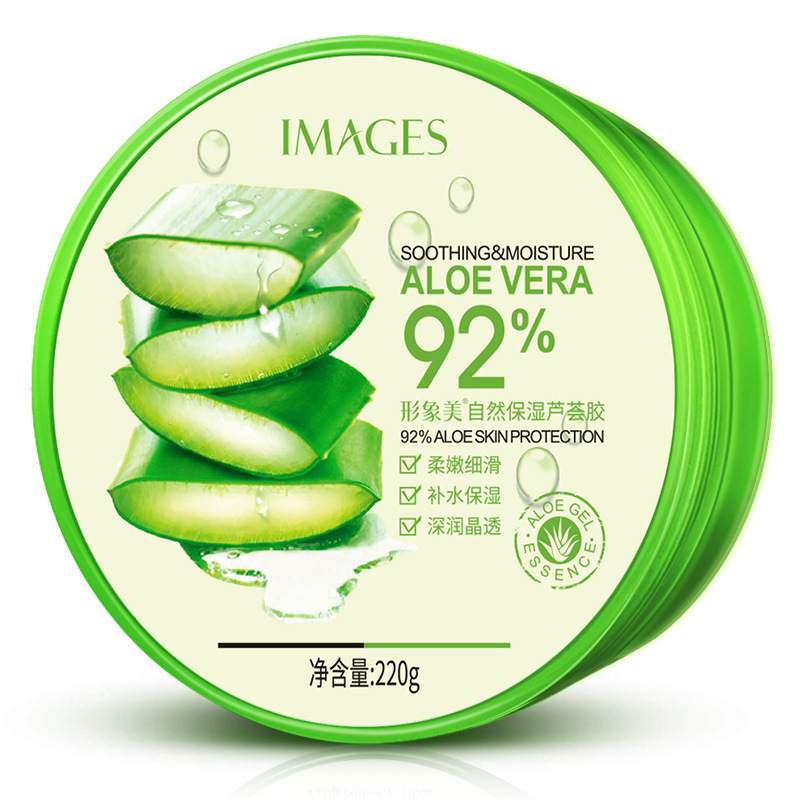 IMAGES
SOOTHING&MOISTURE
ALOE VERA
92%
形象美®自然保湿芦荟胶
92% ALOE SKIN PROTECTION
柔嫩细滑
补水保湿
深润晶透
ALOE GEL
ESSENCE
净含量:220g